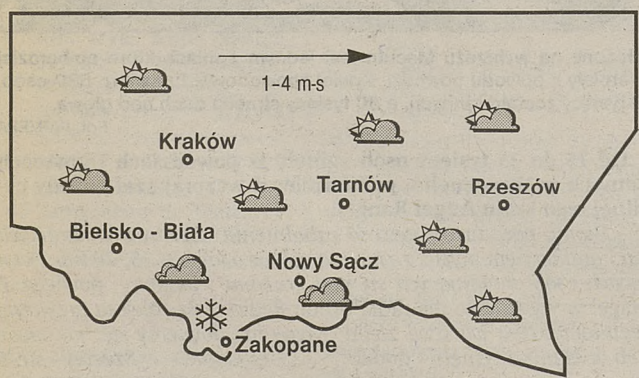 1-4 m-s
Kraków
Tarnów
Rzeszów
Bielsko - Biała
Nowy Sącz
Zakopane